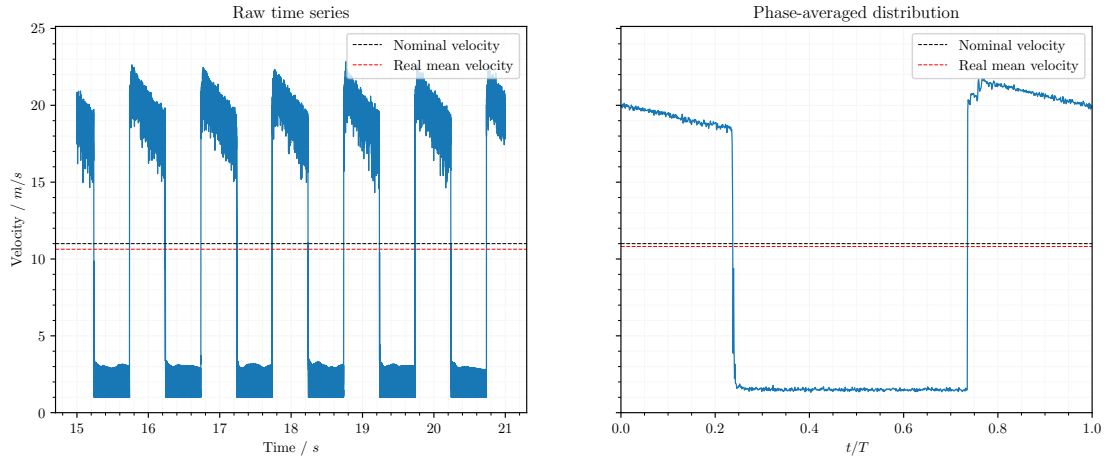 Raw time series
25
20
15
10
5
0
Velocity / m/s
15 16 17 18 19 20 21
Time / s
Nominal velocity
Real mean velocity
Phase-averaged distribution
Nominal velocity
Real mean velocity
0.0 0.2 0.4 0.6 0.8 1.0
t/T